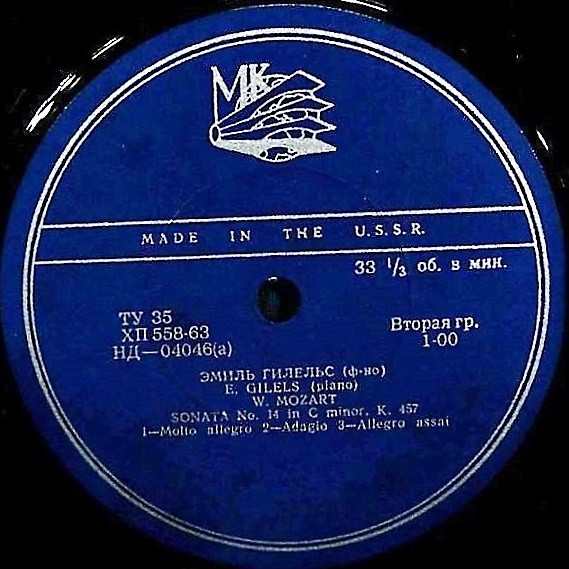 МК
MADE IN THE U.S.S.R.
33 1/3 об. в мин.
ТУ 35
ХП 558-63
НД—04046(а)
Вторая гр.
1-00
ЭМИЛЬ ГИЛЕЛЬС (ф-но)
E. GILELS (piano)
W. MOZART
SONATA No. 14 in C minor, K. 457
1—Molto allegro 2—Adagio 3—Allegro assai